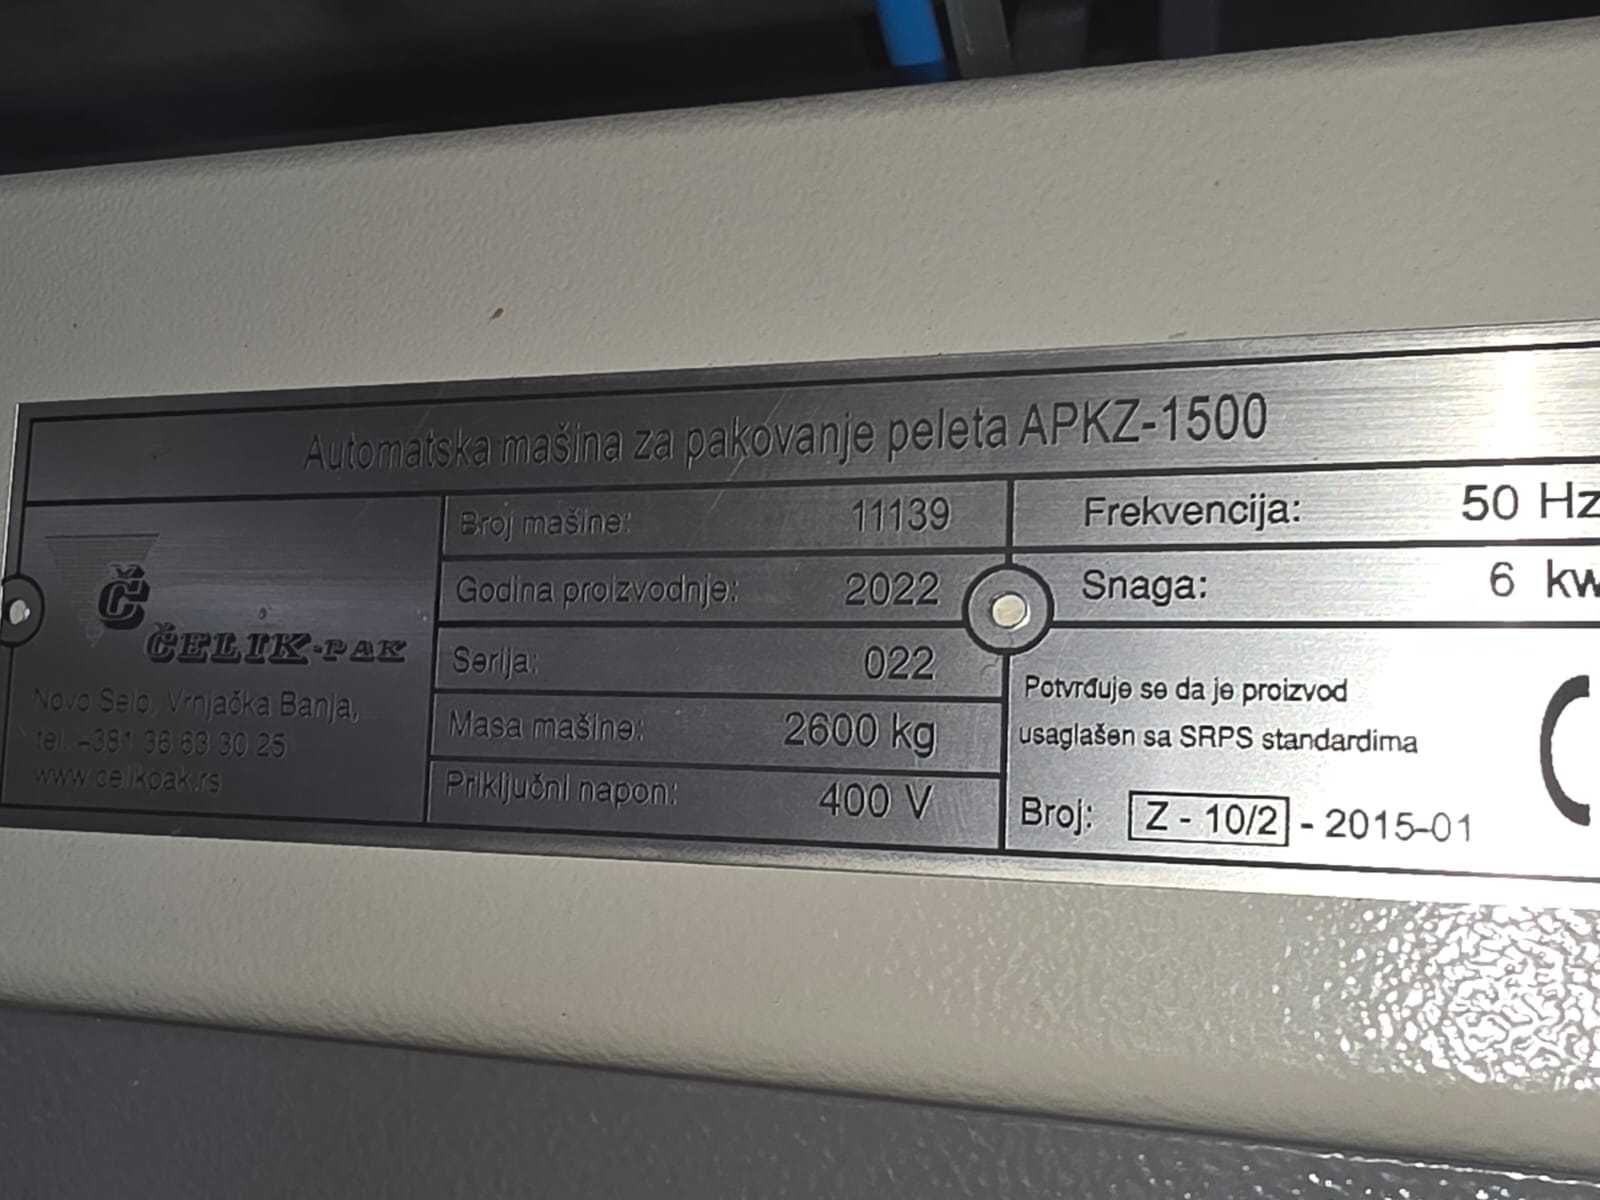 Automatska mašina za pakovanje peleta APKZ-1500
Č
ČELIK-PAK
Novo Selo, Vrnjačka Banja,
tel. +381 36 63 30 25
www.celikpak.rs
Broj mašine: 11139
Godina proizvodnje: 2022
Serija: 022
Masa mašine: 2600 kg
Priključni napon: 400 V
Frekvencija: 50 Hz
Snaga: 6 kw
Potvrđuje se da je proizvod
usaglašen sa SRPS standardima
Broj: Z - 10/2 - 2015-01